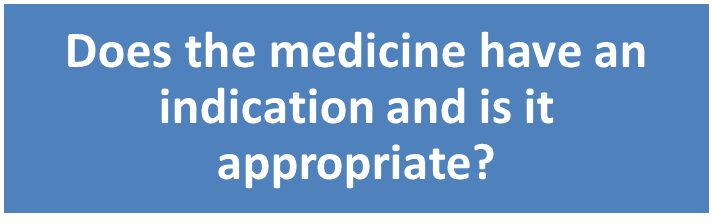 Does the medicine have an
indication and is it
appropriate?